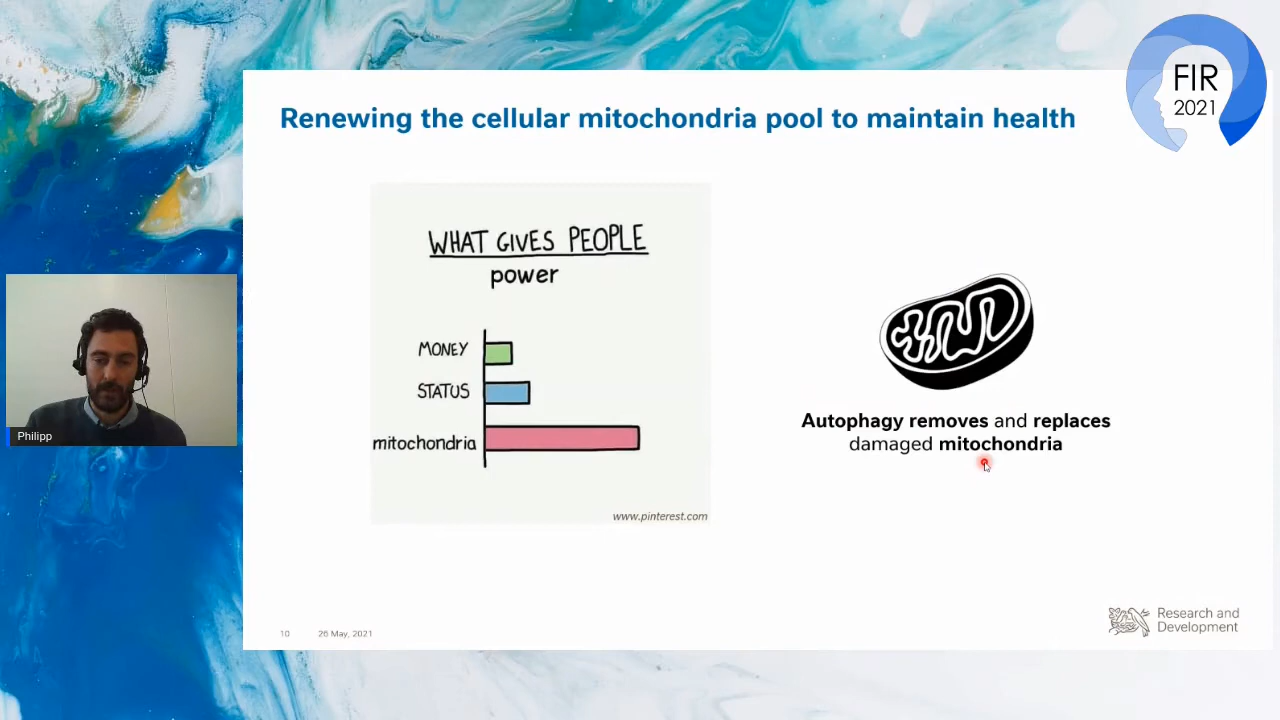 FIR
2021
Renewing the cellular mitochondria pool to maintain health
WHAT GIVES PEOPLE
power
MONEY
STATUS
mitochondria
www.pinterest.com
Autophagy removes and replaces
damaged mitochondria
Philipp
10 26 May, 2021
Research and
Development